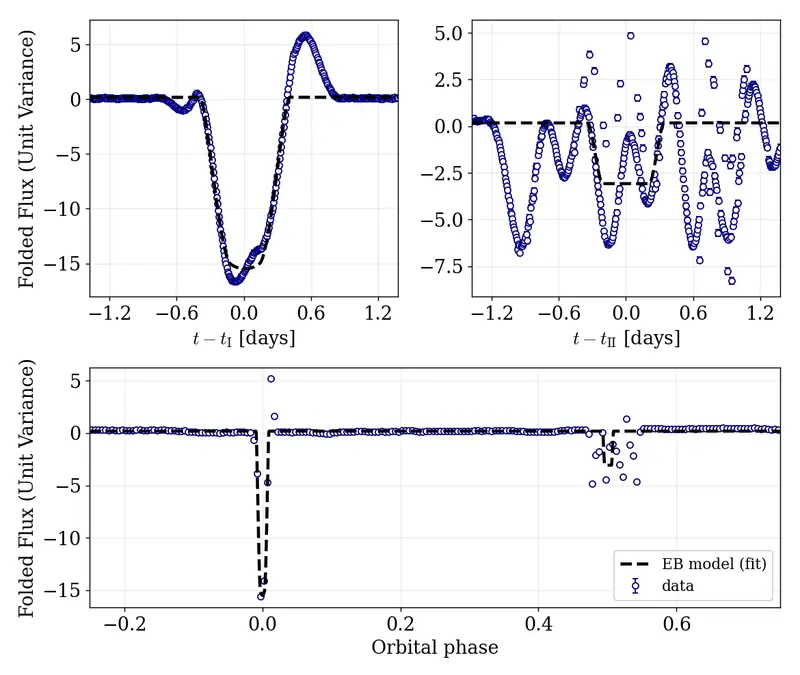 Folded Flux (Unit Variance)
5
0
−5
−10
−15
−1.2 −0.6 0.0 0.6 1.2
t − tI [days]
5.0
2.5
0.0
−2.5
−5.0
−7.5
−1.2 −0.6 0.0 0.6 1.2
t − tII [days]
Folded Flux (Unit Variance)
5
0
−5
−10
−15
EB model (fit)
data
−0.2 0.0 0.2 0.4 0.6
Orbital phase